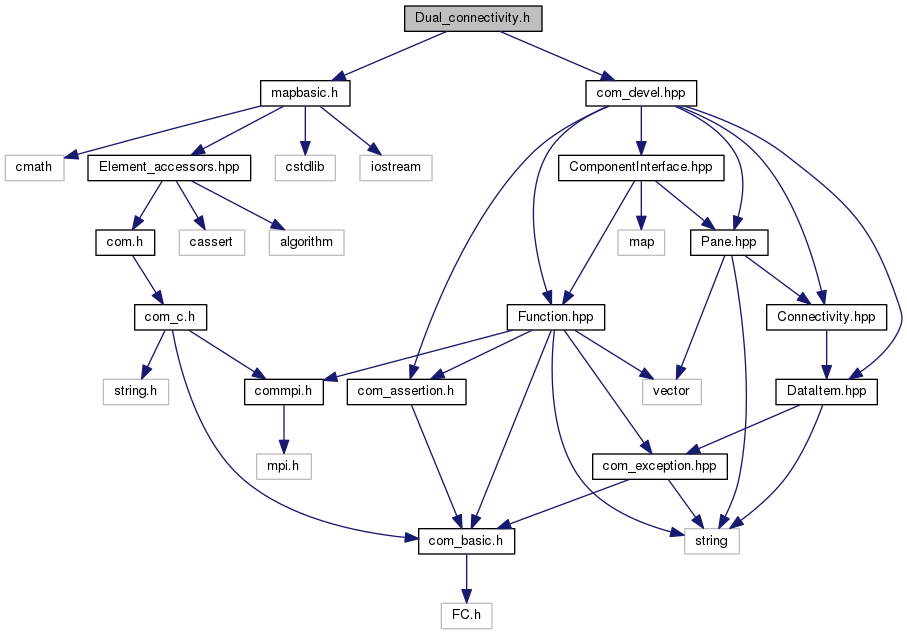 Dual_connectivity.h
mapbasic.h
com_devel.hpp
cmath
Element_accessors.hpp
cstdlib
iostream
ComponentInterface.hpp
com.h
cassert
algorithm
map
Pane.hpp
com_c.h
Function.hpp
Connectivity.hpp
string.h
commpi.h
com_assertion.h
vector
DataItem.hpp
mpi.h
com_exception.hpp
com_basic.h
string
FC.h